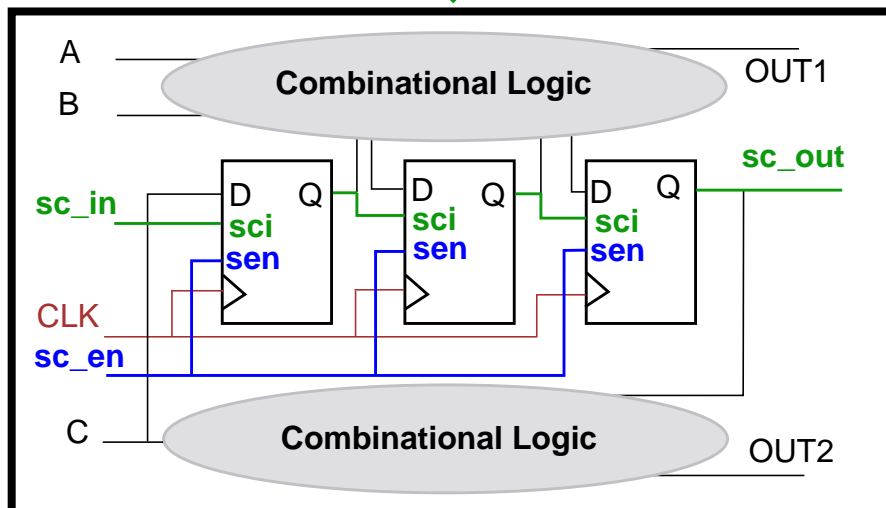 A
Combinational Logic
OUT1
B
sc_out
D Q D Q D Q
sc_in
sci sci sci
sen sen sen
CLK
sc_en
C
Combinational Logic
OUT2